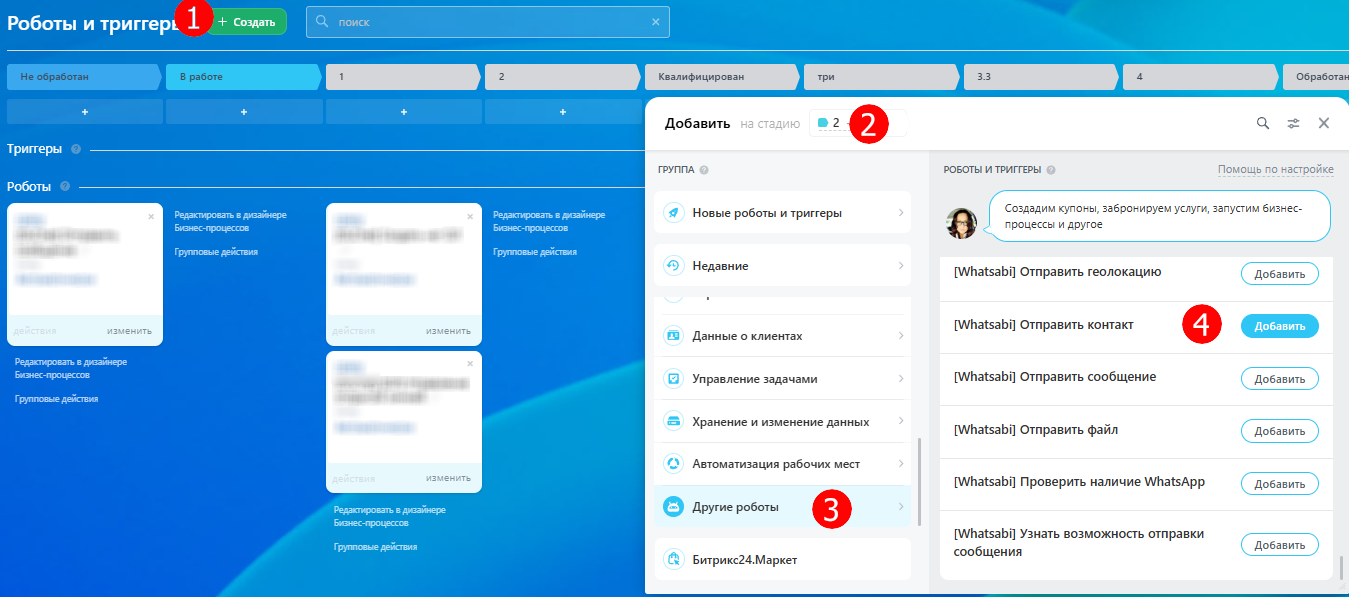 Роботы и триггеры
1
+ Создать
поиск
Не обработан
В работе
1
2
Квалифицирован
три
3.3
4
Обработан
+
+
+
+
Триггеры
Роботы
Редактировать в дизайнере
Бизнес-процессов
Групповые действия
действия
изменить
Редактировать в дизайнере
Бизнес-процессов
Групповые действия
Редактировать в дизайнере
Бизнес-процессов
Групповые действия
действия
изменить
действия
изменить
Редактировать в дизайнере
Бизнес-процессов
Групповые действия
Добавить на стадию 2
2
ГРУППА
Новые роботы и триггеры
Недавние
Данные о клиентах
Управление задачами
Хранение и изменение данных
Автоматизация рабочих мест
Другие роботы
3
Битрикс24.Маркет
РОБОТЫ И ТРИГГЕРЫ
Помощь по настройке
Создадим купоны, забронируем услуги, запустим бизнес-
процессы и другое
[Whatsabi] Отправить геолокацию
Добавить
[Whatsabi] Отправить контакт
4
Добавить
[Whatsabi] Отправить сообщение
Добавить
[Whatsabi] Отправить файл
Добавить
[Whatsabi] Проверить наличие WhatsApp
Добавить
[Whatsabi] Узнать возможность отправки
сообщения
Добавить